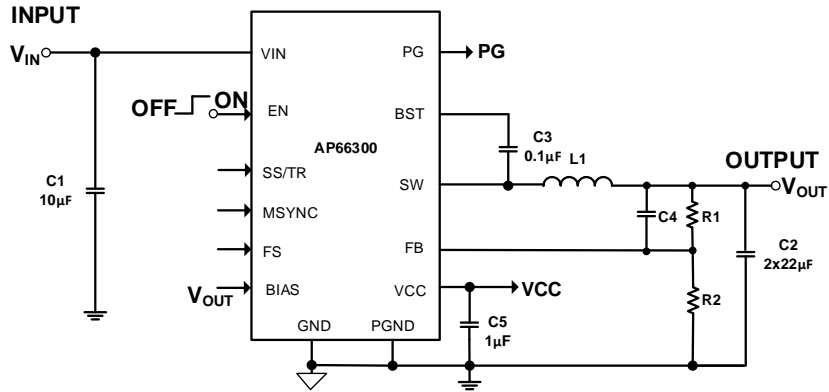 INPUT
VIN
VIN
PG
PG
OFF
ON
EN
BST
C3
0.1µF
AP66300
L1
OUTPUT
C1
10µF
SS/TR
SW
VOUT
MSYNC
C4
R1
FS
FB
C2
2x22µF
VOUT
BIAS
VCC
VCC
R2
GND
PGND
C5
1µF